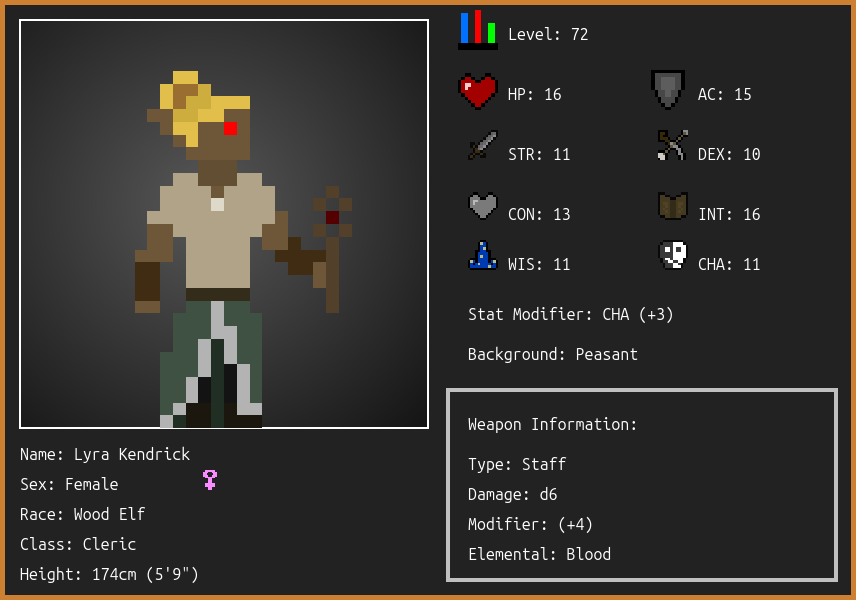 Level: 72
HP: 16
AC: 15
STR: 11
DEX: 10
CON: 13
INT: 16
WIS: 11
CHA: 11
Stat Modifier: CHA (+3)
Background: Peasant
Weapon Information:
Type: Staff
Damage: d6
Modifier: (+4)
Elemental: Blood
Name: Lyra Kendrick
Sex: Female
Race: Wood Elf
Class: Cleric
Height: 174cm (5'9")